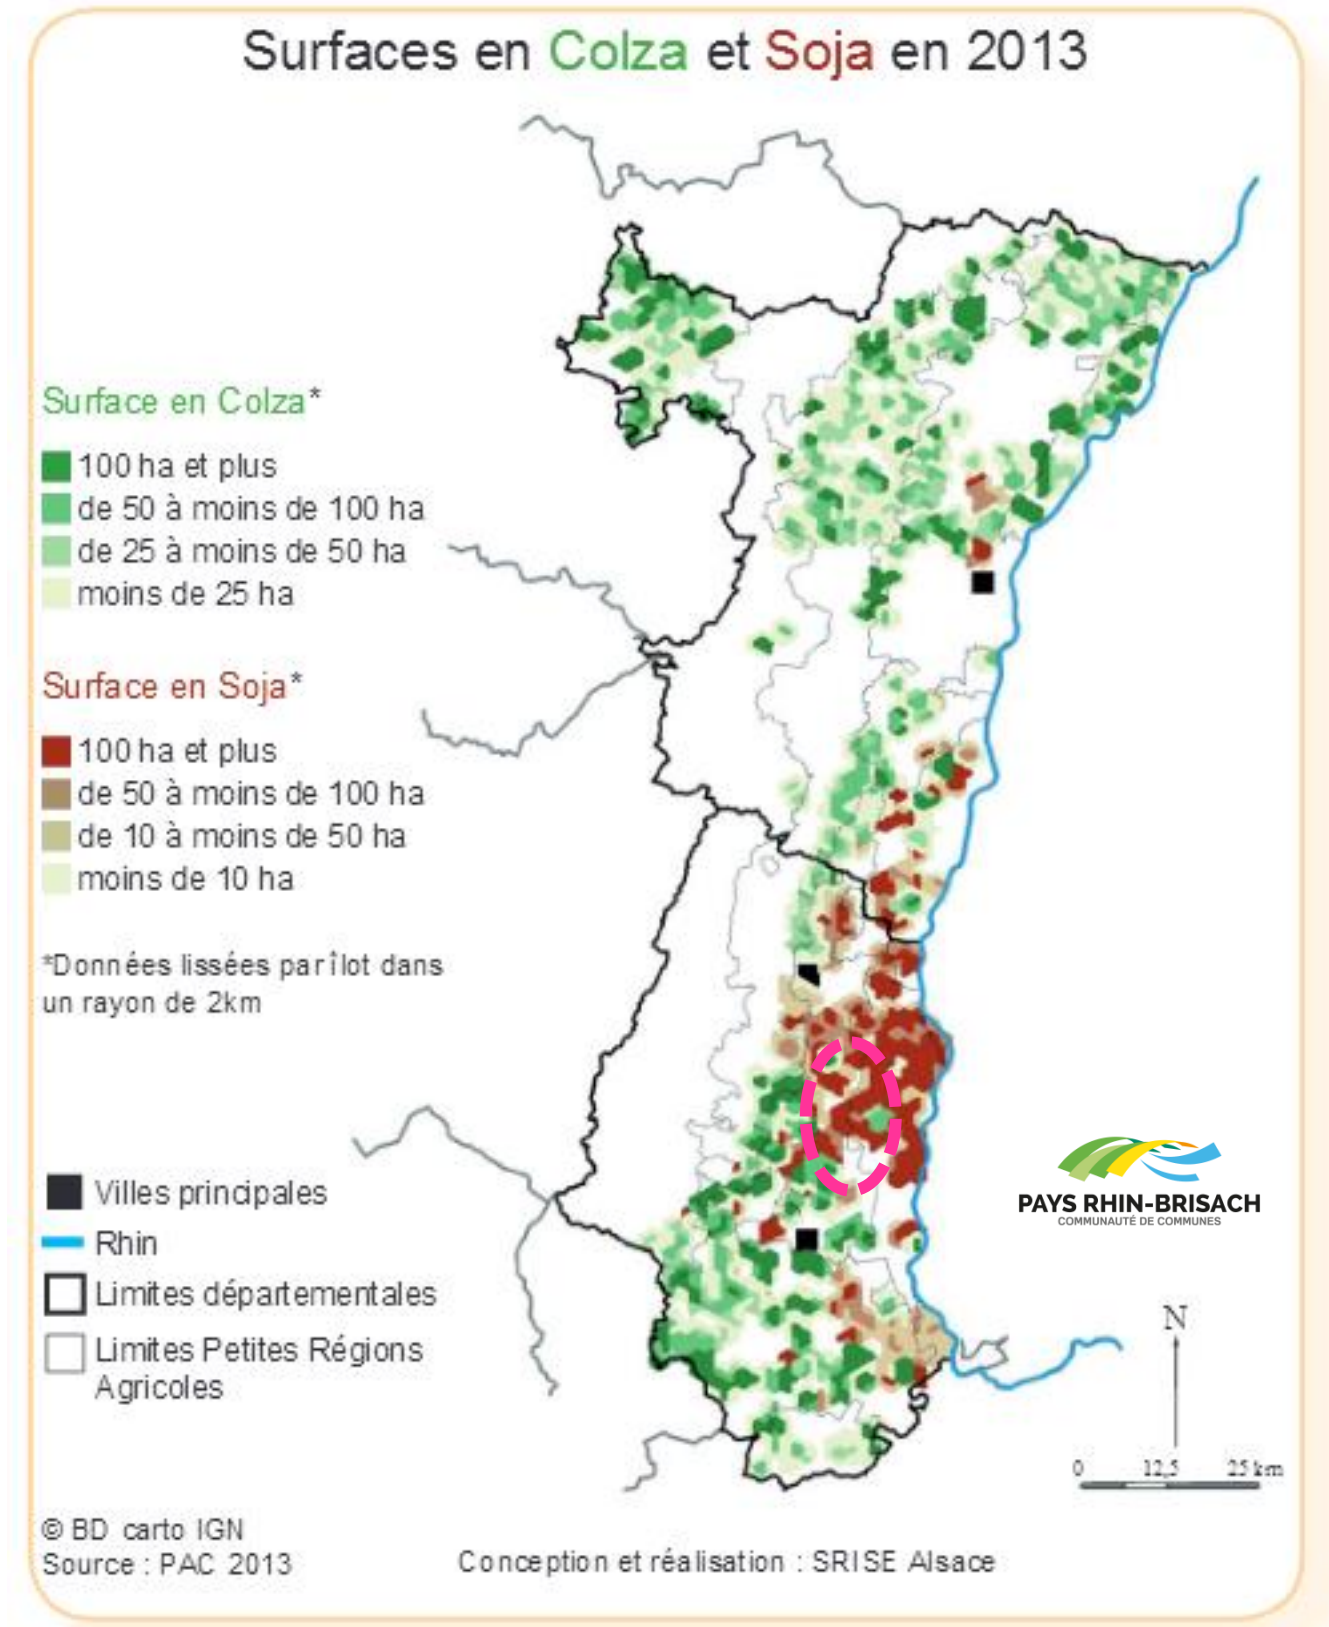 Surfaces en Colza et Soja en 2013
Surface en Colza*
100 ha et plus
de 50 à moins de 100 ha
de 25 à moins de 50 ha
moins de 25 ha
Surface en Soja*
100 ha et plus
de 50 à moins de 100 ha
de 10 à moins de 50 ha
moins de 10 ha
*Données lissées par îlot dans
un rayon de 2km
Villes principales
Rhin
Limites départementales
Limites Petites Régions
Agricoles
PAYS RHIN-BRISACH
COMMUNAUTÉ DE COMMUNES
N
0 12,5 25 km
© BD carto IGN
Source : PAC 2013
Conception et réalisation : SRISE Alsace